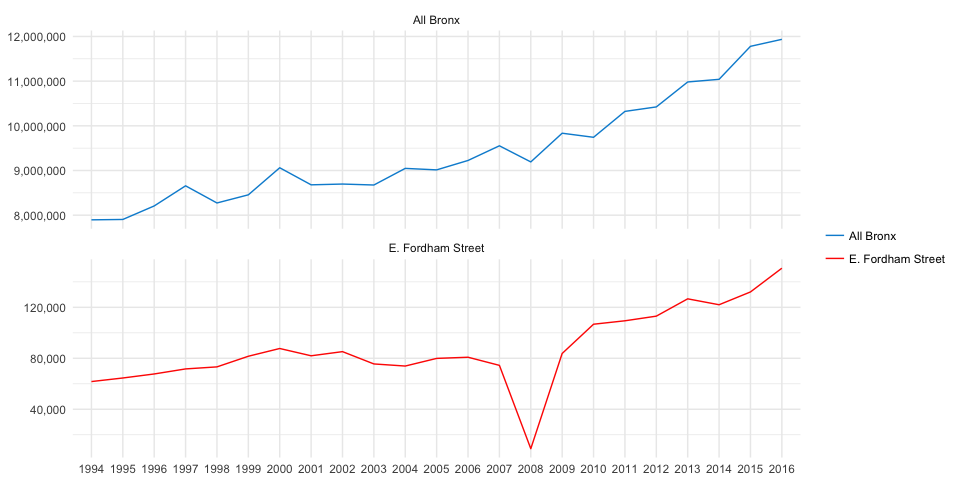 All Bronx
12,000,000
11,000,000
10,000,000
9,000,000
8,000,000
E. Fordham Street
120,000
80,000
40,000
1994 1995 1996 1997 1998 1999 2000 2001 2002 2003 2004 2005 2006 2007 2008 2009 2010 2011 2012 2013 2014 2015 2016
All Bronx
E. Fordham Street